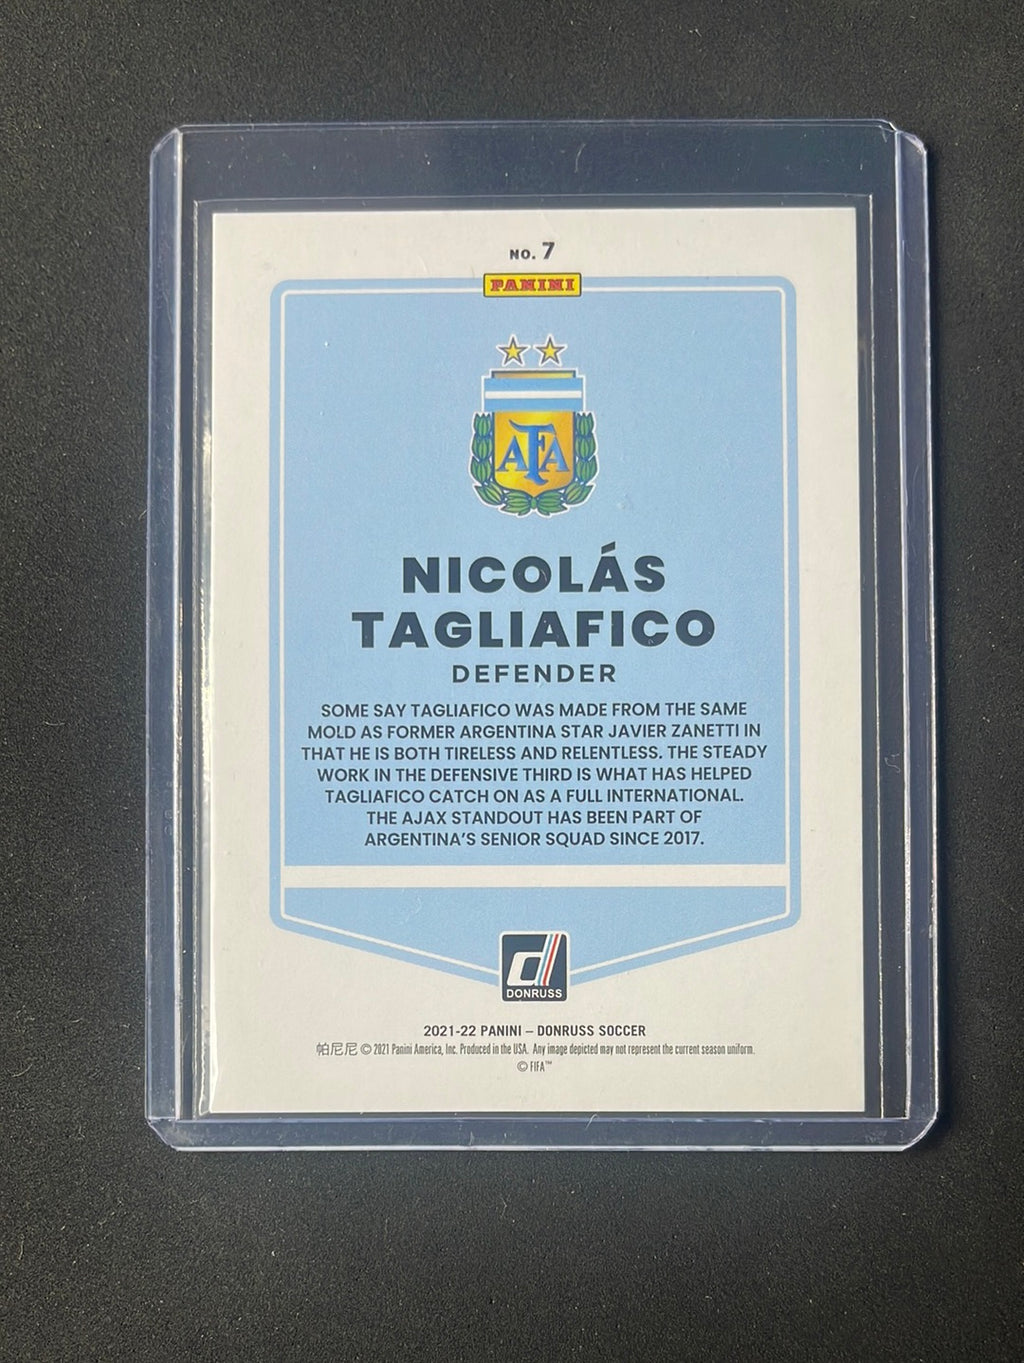 NO. 7
PANINI
AFA
NICOLÁS
TAGLIAFICO
DEFENDER
SOME SAY TAGLIAFICO WAS MADE FROM THE SAME
MOLD AS FORMER ARGENTINA STAR JAVIER ZANETTI IN
THAT HE IS BOTH TIRELESS AND RELENTLESS. THE STEADY
WORK IN THE DEFENSIVE THIRD IS WHAT HAS HELPED
TAGLIAFICO CATCH ON AS A FULL INTERNATIONAL.
THE AJAX STANDOUT HAS BEEN PART OF
ARGENTINA'S SENIOR SQUAD SINCE 2017.
d
DONRUSS
2021-22 PANINI – DONRUSS SOCCER
帕尼尼 © 2021 Panini America, Inc. Produced in the USA. Any image depicted may not represent the current season uniform.
© FIFA™